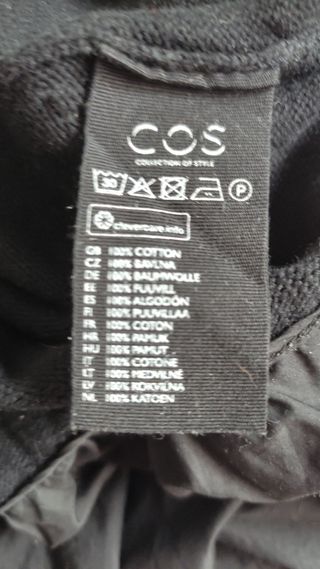 COS
COLLECTION OF STYLE
30 P
clevercare.info
GB 100% COTTON
CZ 100% BAVLNA
DE 100% BAUMWOLLE
EE 100% PUUVILL
ES 100% ALGODÓN
FI 100% PUUVILLAA
FR 100% COTON
HR 100% PAMUK
HU 100% PAMUT
IT 100% COTONE
LT 100% MEDVILNĖ
LV 100% KOKVILNA
NL 100% KATOEN